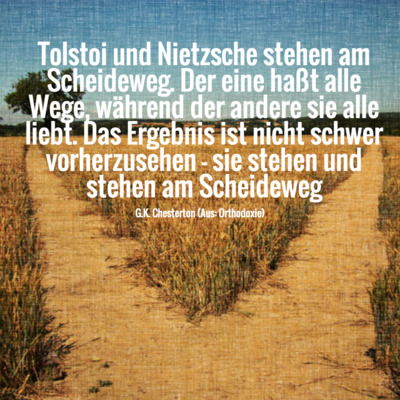 Tolstoi und Nietzsche stehen am
Scheideweg. Der eine haßt alle
Wege, während der andere sie alle
liebt. Das Ergebnis ist nicht schwer
vorherzusehen - sie stehen und
stehen am Scheideweg
G.K. Chesterton (Aus: Orthodoxie)